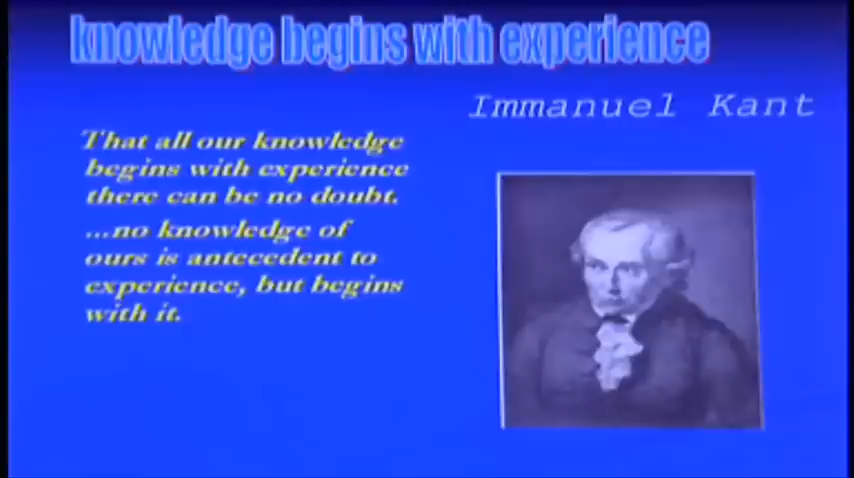 knowledge begins with experience
Immanuel Kant
That all our knowledge
begins with experience
there can be no doubt.
...no knowledge of
ours is antecedent to
experience, but begins
with it.